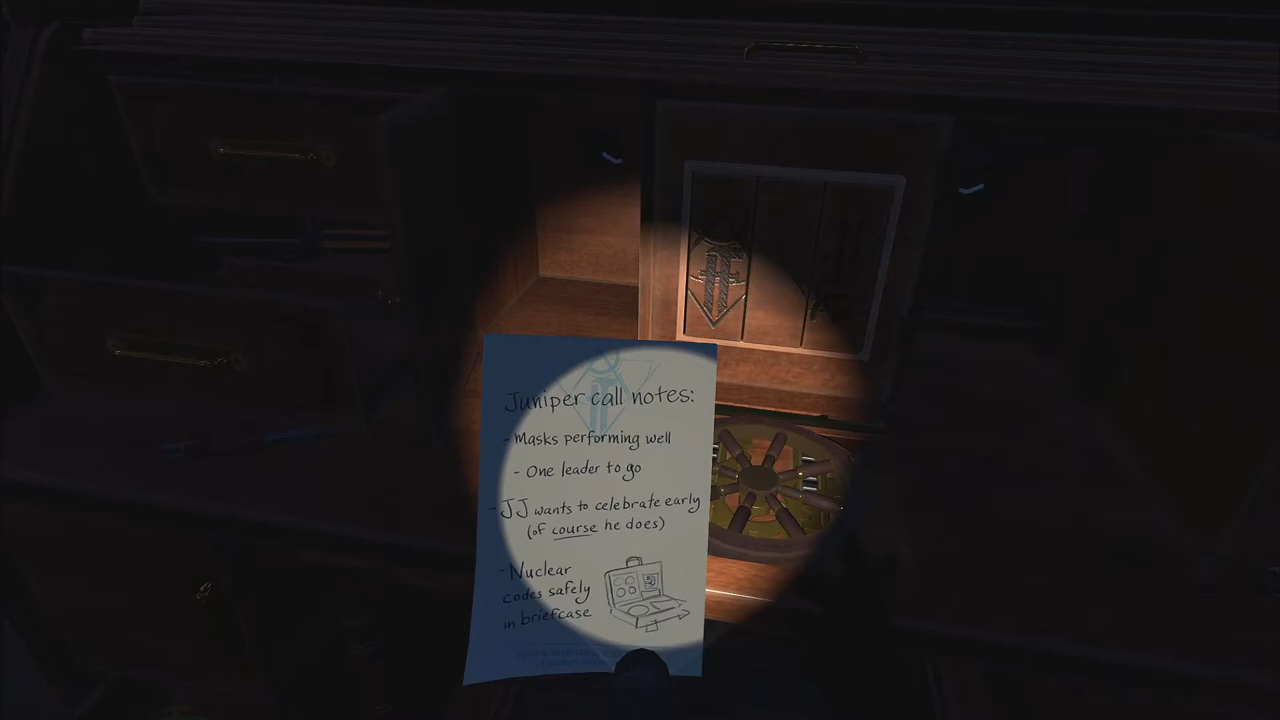 Juniper call notes:
- Masks performing well
- One leader to go
- JJ wants to celebrate early
(of course he does)
- Nuclear
codes safely
in briefcase